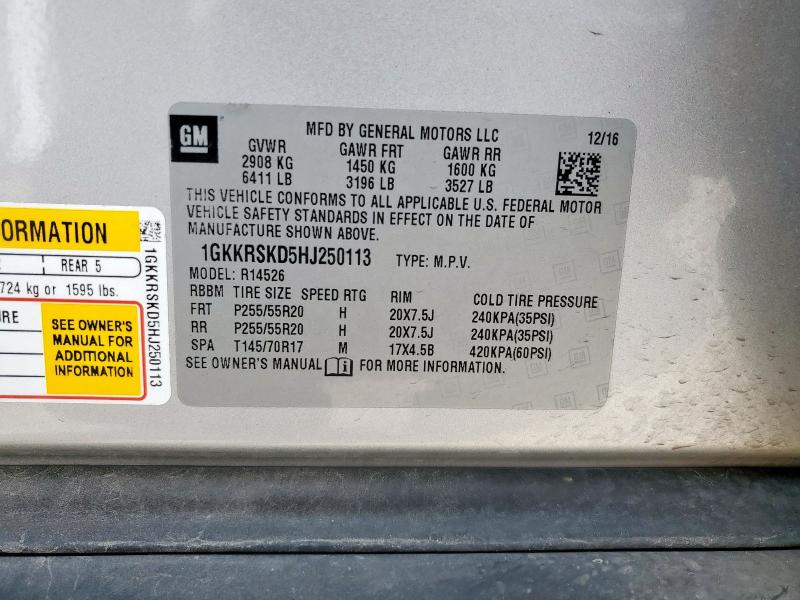 GM
MFD BY GENERAL MOTORS LLC 12/16
GVWR GAWR FRT GAWR RR
2908 KG 1450 KG 1600 KG
6411 LB 3196 LB 3527 LB
THIS VEHICLE CONFORMS TO ALL APPLICABLE U.S. FEDERAL MOTOR
VEHICLE SAFETY STANDARDS IN EFFECT ON THE DATE OF
MANUFACTURE SHOWN ABOVE.
1GKKRSKD5HJ250113 TYPE: M.P.V.
MODEL: R14526
RBBM TIRE SIZE SPEED RTG RIM COLD TIRE PRESSURE
FRT P255/55R20 H 20X7.5J 240KPA(35PSI)
RR P255/55R20 H 20X7.5J 240KPA(35PSI)
SPA T145/70R17 M 17X4.5B 420KPA(60PSI)
SEE OWNER'S MANUAL FOR MORE INFORMATION.
ORMATION
REAR 5
724 kg or 1595 lbs.
URE
SEE OWNER'S
MANUAL FOR
ADDITIONAL
INFORMATION
1GKKRSKD5HJ250113